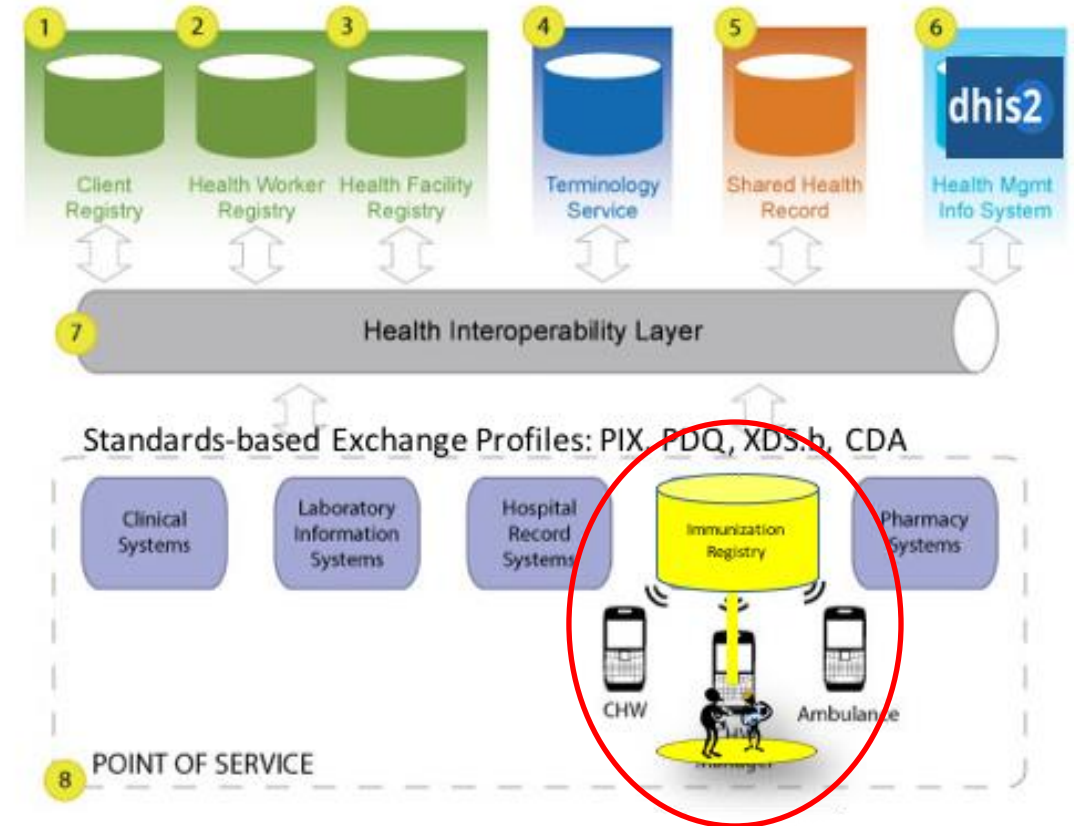 1
2
3
4
5
6
dhis2
Client
Registry
Health Worker
Registry
Health Facility
Registry
Terminology
Service
Shared Health
Record
Health Mgmt
Info System
7
Health Interoperability Layer
Standards-based Exchange Profiles: PIX, PDQ, XDS.b, CDA
Clinical
Systems
Laboratory
Information
Systems
Hospital
Record
Systems
Immunization
Registry
Pharmacy
Systems
CHW
Ambulance
Manager
8
POINT OF SERVICE